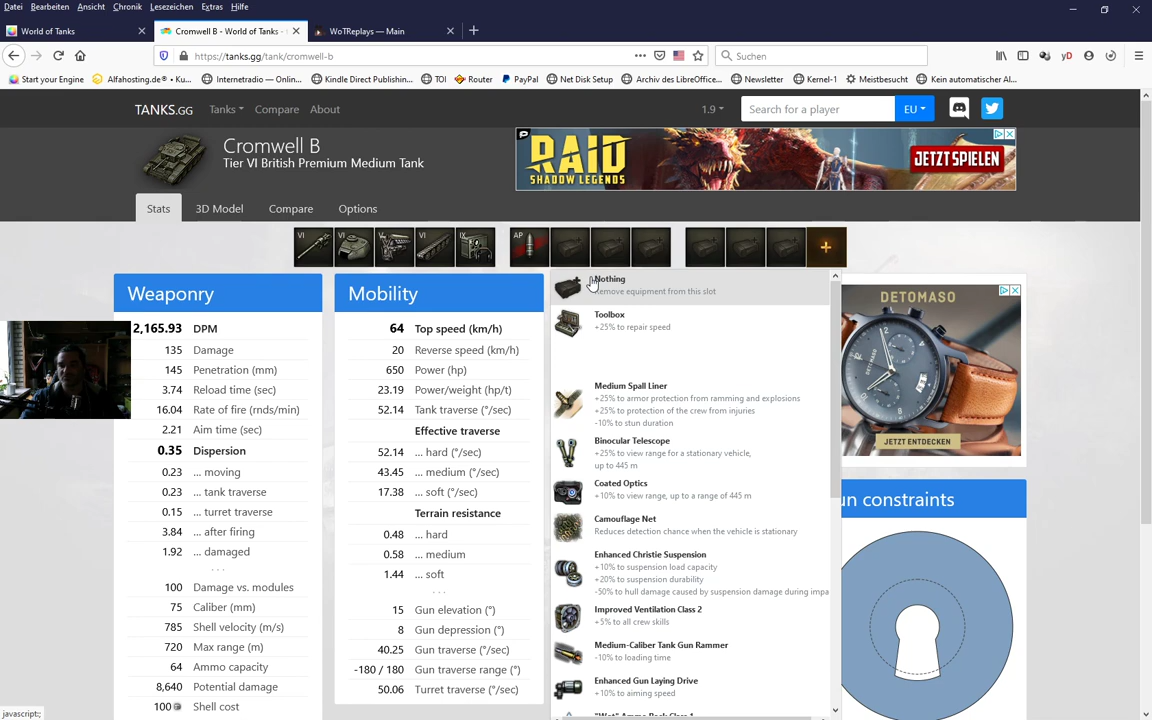 Datei Bearbeiten Ansicht Chronik Lesezeichen Extras Hilfe
World of Tanks
Cromwell B - World of Tanks -
WoTReplays — Main
https://tanks.gg/tank/cromwell-b
Suchen
Start your Engine
Alfahosting.de® • Ku...
Internetradio — Onlin...
Kindle Direct Publishin...
TOI
Router
PayPal
Net Disk Setup
Archiv des LibreOffice...
Newsletter
Kernel-1
Meistbesucht
Kein automatischer Al...
TANKS.GG Tanks Compare About
1.9
Search for a player
EU
Cromwell B
Tier VI British Premium Medium Tank
RAID
SHADOW LEGENDS
JETZT SPIELEN
Stats 3D Model Compare Options
VI VI V VI IX AP +
Weaponry
2,165.93 DPM
135 Damage
145 Penetration (mm)
3.74 Reload time (sec)
16.04 Rate of fire (rnds/min)
2.21 Aim time (sec)
0.35 Dispersion
0.23 ... moving
0.23 ... tank traverse
0.15 ... turret traverse
3.84 ... after firing
1.92 ... damaged
...
100 Damage vs. modules
75 Caliber (mm)
785 Shell velocity (m/s)
720 Max range (m)
64 Ammo capacity
8,640 Potential damage
100 Shell cost
Mobility
64 Top speed (km/h)
20 Reverse speed (km/h)
650 Power (hp)
23.19 Power/weight (hp/t)
52.14 Tank traverse (°/sec)
Effective traverse
52.14 ... hard (°/sec)
43.45 ... medium (°/sec)
17.38 ... soft (°/sec)
Terrain resistance
0.48 ... hard
0.58 ... medium
1.44 ... soft
...
15 Gun elevation (°)
8 Gun depression (°)
40.25 Gun traverse (°/sec)
-180 / 180 Gun traverse range (°)
50.06 Turret traverse (°/sec)
Nothing
Remove equipment from this slot
Toolbox
+25% to repair speed
Medium Spall Liner
+25% to armor protection from ramming and explosions
+25% to protection of the crew from injuries
-10% to stun duration
Binocular Telescope
+25% to view range for a stationary vehicle,
up to 445 m
Coated Optics
+10% to view range, up to a range of 445 m
Camouflage Net
Reduces detection chance when the vehicle is stationary
Enhanced Christie Suspension
+10% to suspension load capacity
+20% to suspension durability
-50% to hull damage caused by suspension damage during impa
Improved Ventilation Class 2
+5% to all crew skills
Medium-Caliber Tank Gun Rammer
-10% to loading time
Enhanced Gun Laying Drive
+10% to aiming speed
"Wet" Ammo Rack Class 1
DETOMASO
JETZT ENTDECKEN
un constraints
javascript:;